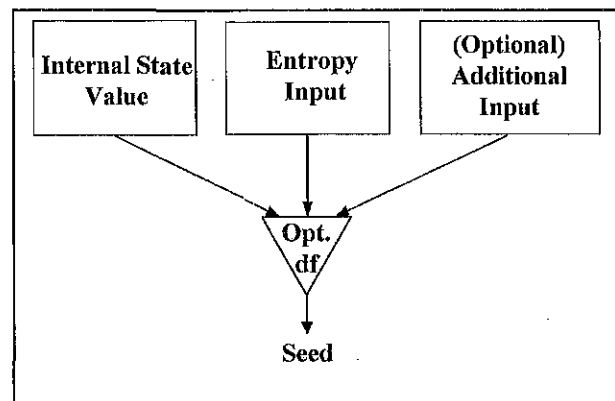 Internal State
Value
Entropy
Input
(Optional)
Additional
Input
Opt.
df
Seed